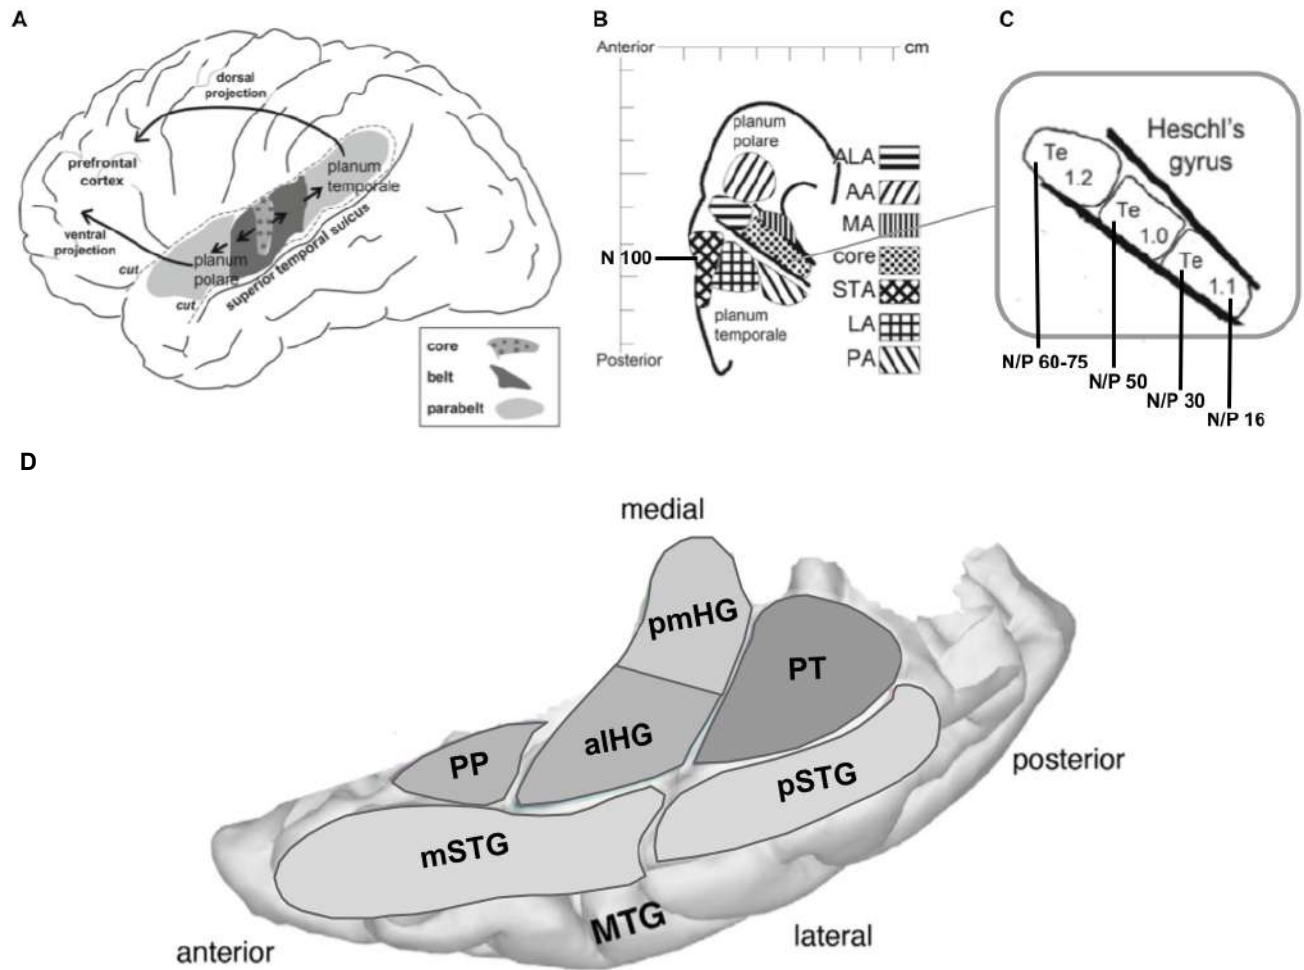 A
dorsal
projection
prefrontal
cortex
ventral
projection
planum
temporale
planum
polare
cut
cut
superior temporal sulcus
core
belt
parabelt
B
Anterior
cm
planum
polare
ALA
AA
MA
core
STA
LA
PA
N 100
planum
temporale
Posterior
C
Heschl's
gyrus
Te
1.2
Te
1.0
Te
1.1
N/P 60-75
N/P 50
N/P 30
N/P 16
D
medial
pmHG
PT
alHG
PP
pSTG
posterior
mSTG
MTG
lateral
anterior